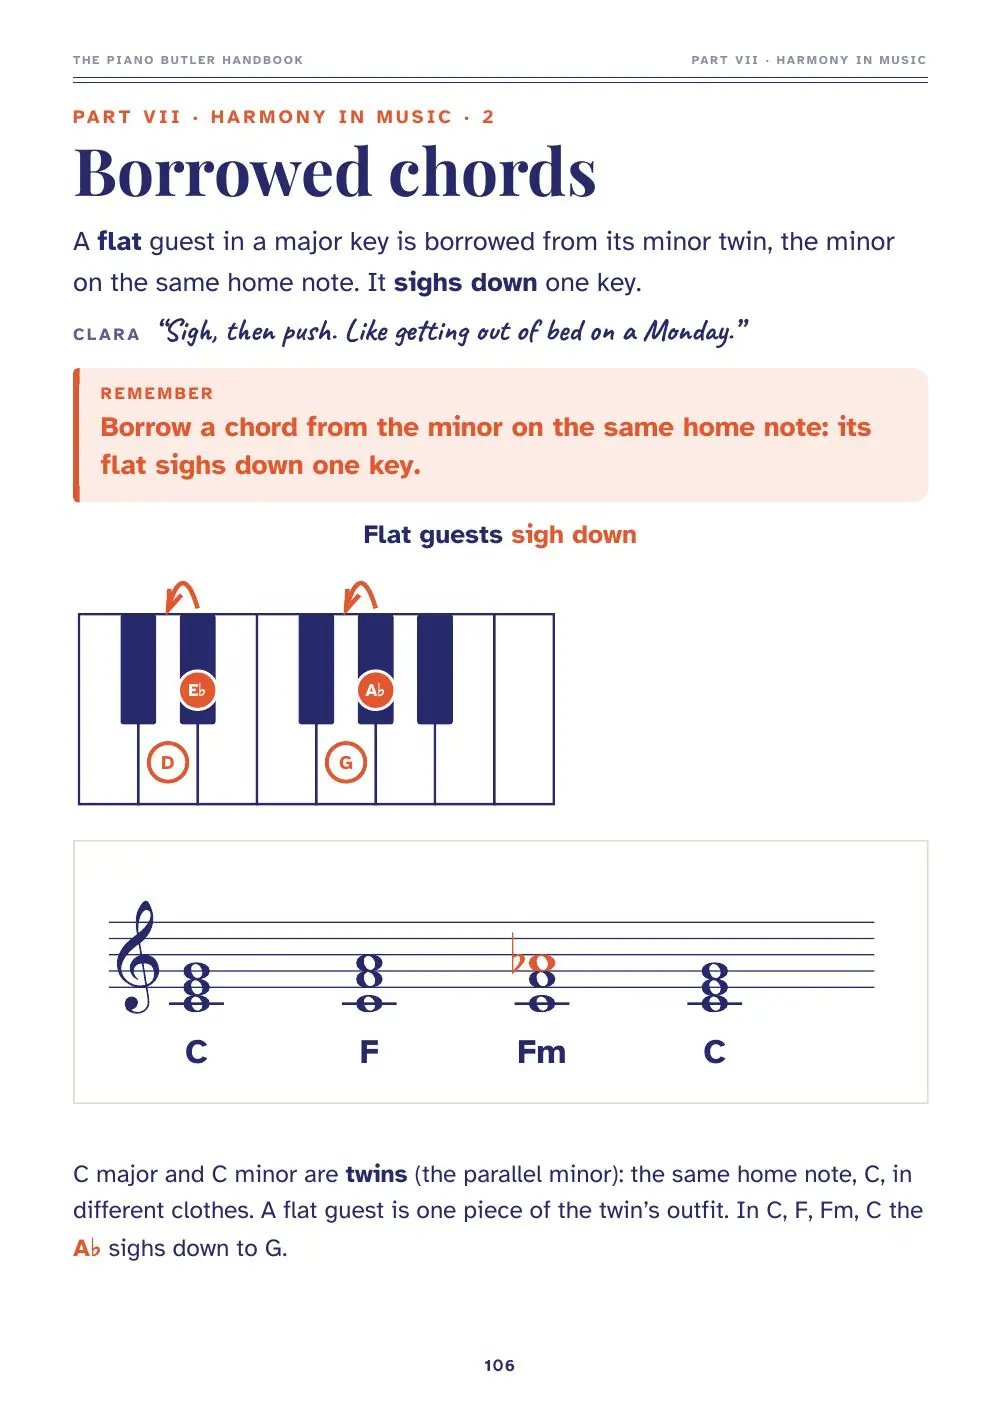 THE PIANO BUTLER HANDBOOK
PART VII · HARMONY IN MUSIC
PART VII · HARMONY IN MUSIC · 2
Borrowed chords
A flat guest in a major key is borrowed from its minor twin, the minor
on the same home note. It sighs down one key.
CLARA “Sigh, then push. Like getting out of bed on a Monday.”
REMEMBER
Borrow a chord from the minor on the same home note: its
flat sighs down one key.
Flat guests sigh down
E♭ A♭
D G
C F Fm C
C major and C minor are twins (the parallel minor): the same home note, C, in
different clothes. A flat guest is one piece of the twin’s outfit. In C, F, Fm, C the
A♭ sighs down to G.
106